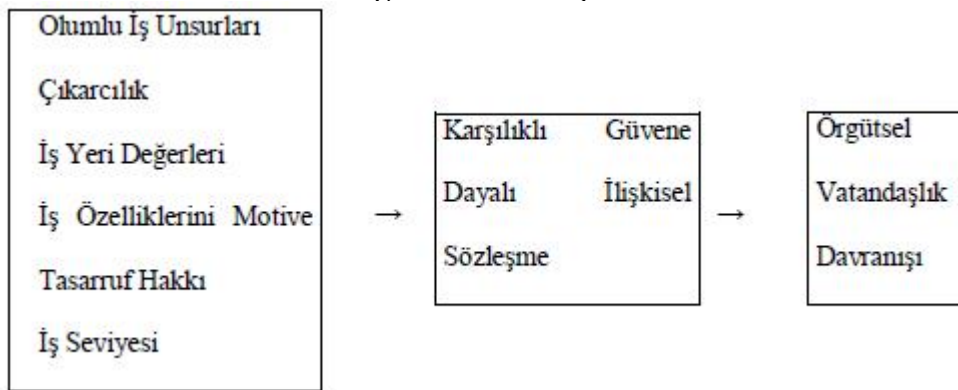 Olumlu İş Unsurları
Çıkarcılık
İş Yeri Değerleri
İş Özelliklerini Motive
Tasarruf Hakkı
İş Seviyesi
→
Karşılıklı Güvene
Dayalı İlişkisel
Sözleşme
→
Örgütsel
Vatandaşlık
Davranışı